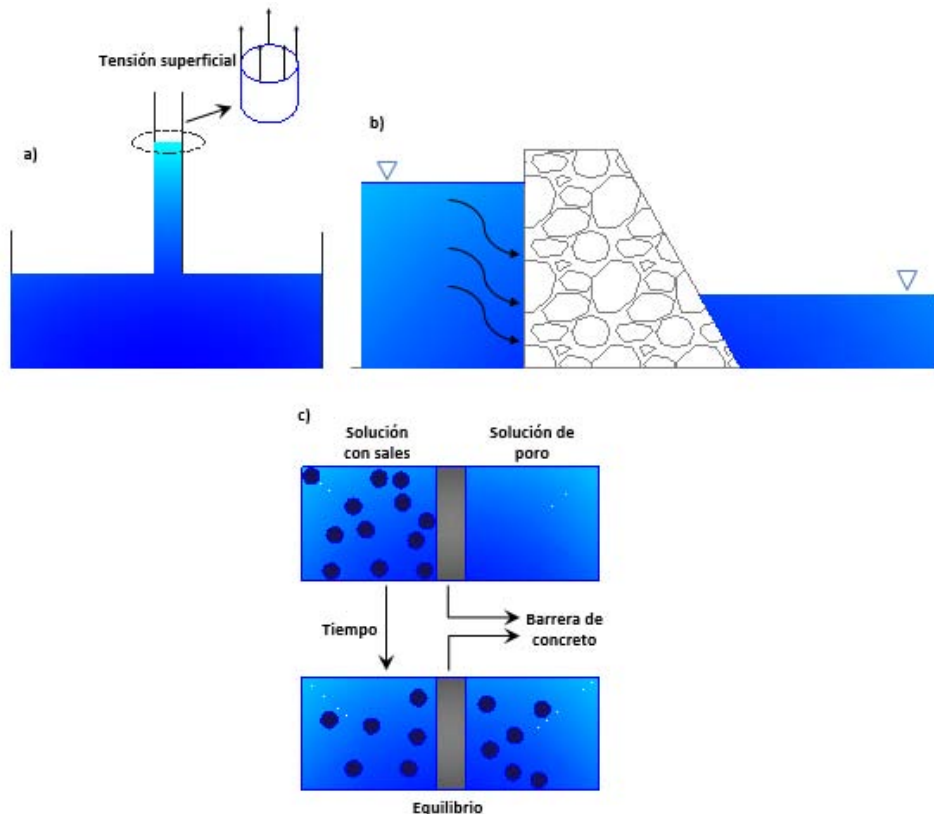 Tensión superficial
a)
b)
c)
Solución
con sales
Solución de
poro
Tiempo
Barrera de
concreto
Equilibrio